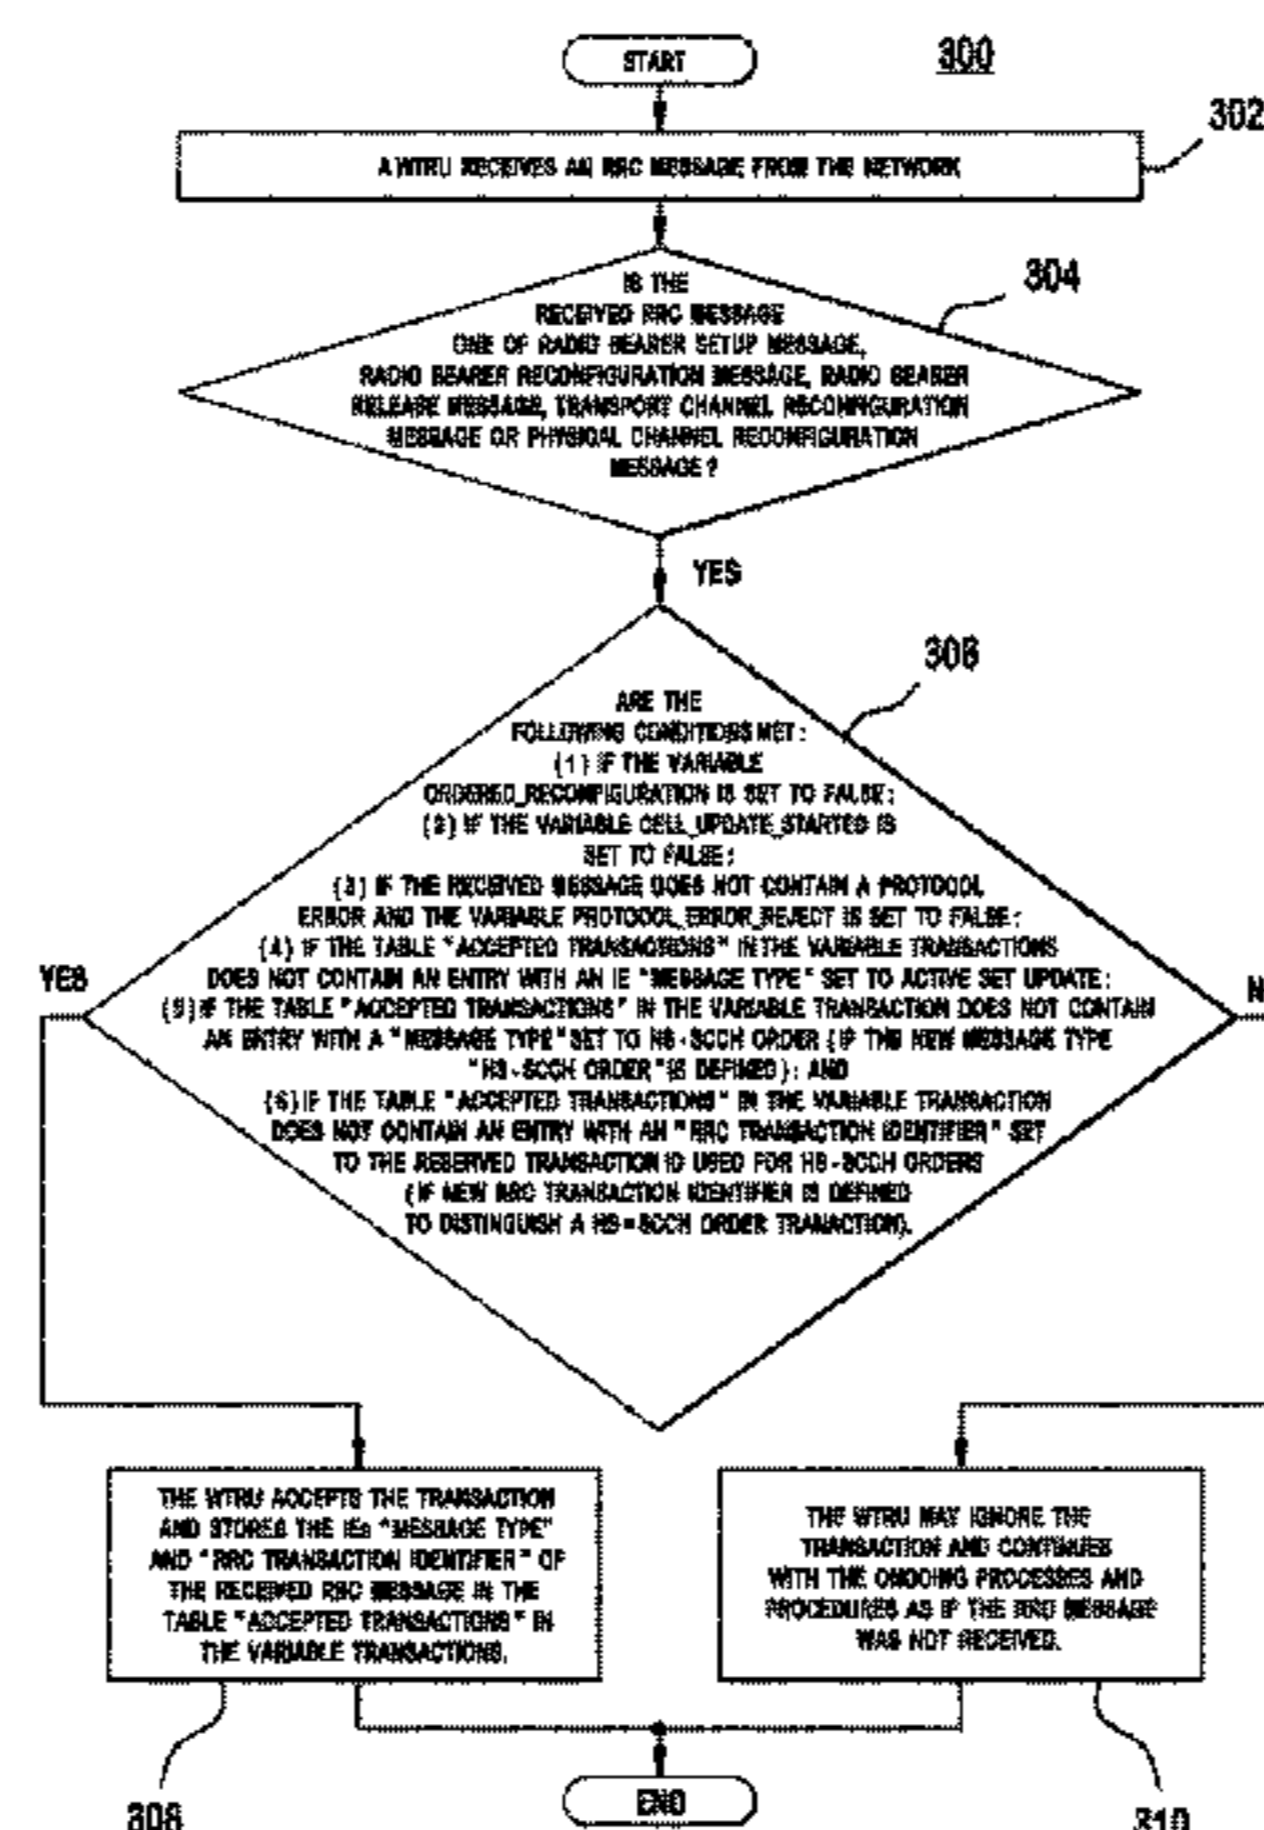 START
300
302
A WTRU RECEIVES AN RRC MESSAGE FROM THE NETWORK
304
IS THE
RECEIVED RRC MESSAGE
ONE OF RADIO BEARER SETUP MESSAGE,
RADIO BEARER RECONFIGURATION MESSAGE, RADIO BEARER
RELEASE MESSAGE, TRANSPORT CHANNEL RECONFIGURATION
MESSAGE OR PHYSICAL CHANNEL RECONFIGURATION
MESSAGE?
YES
306
ARE THE
FOLLOWING CONDITIONS MET:
(1) IF THE VARIABLE
ORDERED_RECONFIGURATION IS SET TO FALSE;
(2) IF THE VARIABLE CELL_UPDATE_STARTED IS
SET TO FALSE;
(3) IF THE RECEIVED MESSAGE DOES NOT CONTAIN A PROTOCOL
ERROR AND THE VARIABLE PROTOCOL_ERROR_REJECT IS SET TO FALSE;
(4) IF THE TABLE "ACCEPTED TRANSACTIONS" IN THE VARIABLE TRANSACTIONS
DOES NOT CONTAIN AN ENTRY WITH AN IE "MESSAGE TYPE" SET TO ACTIVE SET UPDATE;
(5) IF THE TABLE "ACCEPTED TRANSACTIONS" IN THE VARIABLE TRANSACTION DOES NOT CONTAIN
AN ENTRY WITH A "MESSAGE TYPE" SET TO HS-SCCH ORDER (IF THE NEW MESSAGE TYPE
"HS-SCCH ORDER" IS DEFINED); AND
(6) IF THE TABLE "ACCEPTED TRANSACTIONS" IN THE VARIABLE TRANSACTION
DOES NOT CONTAIN AN ENTRY WITH AN "RRC TRANSACTION IDENTIFIER" SET
TO THE RESERVED TRANSACTION ID USED FOR HS-SCCH ORDERS
(IF NEW RRC TRANSACTION IDENTIFIER IS DEFINED
TO DISTINGUISH A HS-SCCH ORDER TRANACTION).
YES
N
THE WTRU ACCEPTS THE TRANSACTION
AND STORES THE IEs "MESSAGE TYPE"
AND "RRC TRANSACTION IDENTIFIER" OF
THE RECEIVED RRC MESSAGE IN THE
TABLE "ACCEPTED TRANSACTIONS" IN
THE VARIABLE TRANSACTIONS.
THE WTRU MAY IGNORE THE
TRANSACTION AND CONTINUES
WITH THE ONGOING PROCESSES AND
PROCEDURES AS IF THE RRC MESSAGE
WAS NOT RECEIVED.
308
END
310